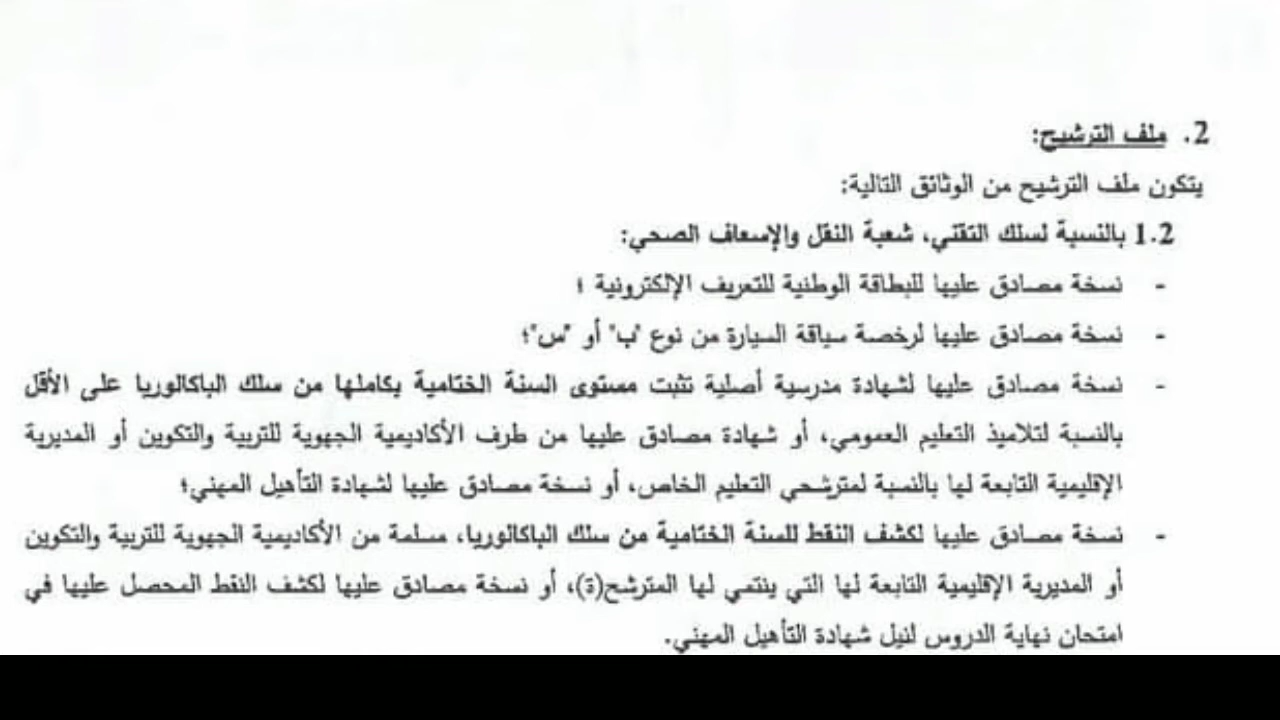 2. ملف الترشيح:
يتكون ملف الترشيح من الوثائق التالية:
1.2 بالنسبة لسلك التقني، شعبة النقل والإسعاف الصحي:
- نسخة مصادق عليها للبطاقة الوطنية للتعريف الإلكترونية ؛
- نسخة مصادق عليها لرخصة سياقة السيارة من نوع "ب" أو "س"؛
- نسخة مصادق عليها لشهادة مدرسية أصلية تثبت مستوى السنة الختامية بكاملها من سلك الباكالوريا على الأقل
بالنسبة لتلاميذ التعليم العمومي، أو شهادة مصادق عليها من طرف الأكاديمية الجهوية للتربية والتكوين أو المديرية
الإقليمية التابعة لها بالنسبة لمترشحي التعليم الخاص، أو نسخة مصادق عليها لشهادة التأهيل المهني؛
- نسخة مصادق عليها لكشف النقط للسنة الختامية من سلك الباكالوريا، مسلمة من الأكاديمية الجهوية للتربية والتكوين
أو المديرية الإقليمية التابعة لها التي ينتمي لها المترشح(ة)، أو نسخة مصادق عليها لكشف النقط المحصل عليها في
امتحان نهاية الدروس لنيل شهادة التأهيل المهني.